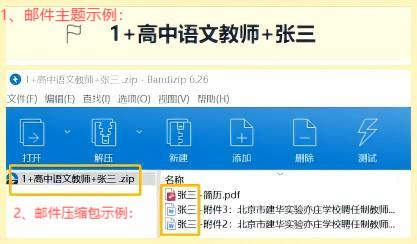 1、邮件主题示例：
1+高中语文教师+张三
1+高中语文教师+张三 .zip - Bandizip 6.26
文件(F) 编辑(E) 查找(I) 选项(O) 视图(V) 帮助(H)
打开 解压 新建 添加 删除 测试
1+高中语文教师+张三 .zip
名称
2、邮件压缩包示例：
张三 -简历.pdf
张三 -附件3：北京市建华实验亦庄学校聘任制教师...
张三 -附件2：北京市建华实验亦庄学校聘任制教师...